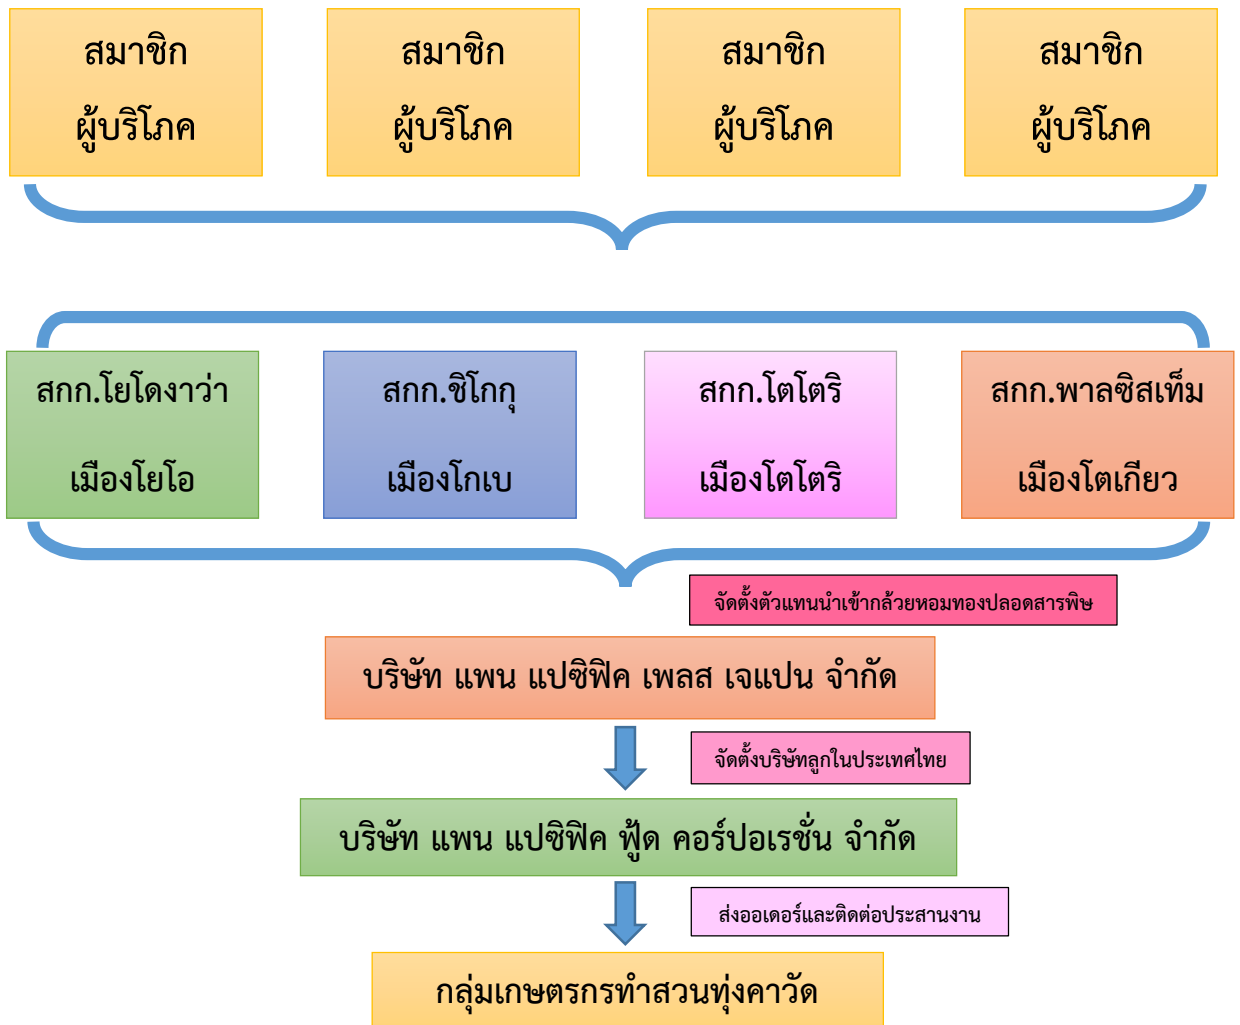 สมาชิก
ผู้บริโภค
สมาชิก
ผู้บริโภค
สมาชิก
ผู้บริโภค
สมาชิก
ผู้บริโภค
สกก.โยโดงาว่า
เมืองโยโอ
สกก.ชิโกกุ
เมืองโกเบ
สกก.โตโตริ
เมืองโตโตริ
สกก.พาลซิสเท็ม
เมืองโตเกียว
จัดตั้งตัวแทนนำเข้ากล้วยหอมทองปลอดสารพิษ
บริษัท แพน แปซิฟิค เพลส เจแปน จำกัด
จัดตั้งบริษัทลูกในประเทศไทย
บริษัท แพน แปซิฟิค ฟู้ด คอร์ปอเรชั่น จำกัด
ส่งออเดอร์และติดต่อประสานงาน
กลุ่มเกษตรกรทำสวนทุ่งคาวัด